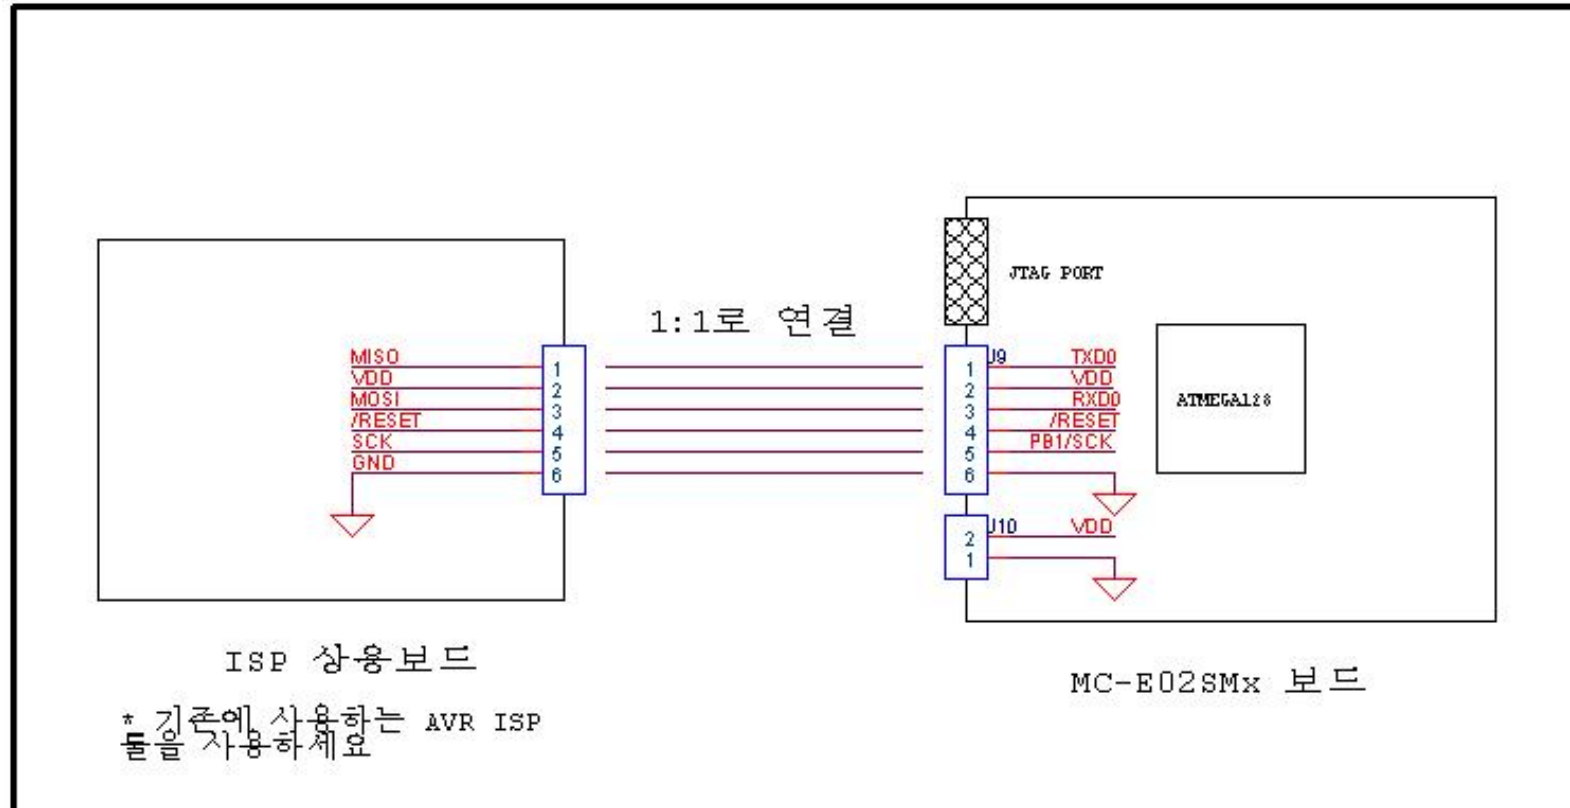 JTAG PORT
1:1로 연결
MISO
VDD
MOSI
/RESET
SCK
GND
1
2
3
4
5
6
J9
1
2
3
4
5
6
TXD0
VDD
RXD0
/RESET
PB1/SCK
ATMEGA128
J10
2
1
VDD
ISP 상용보드
MC-E02SMx 보드
* 기존에 사용하는 AVR ISP
툴을 사용하세요